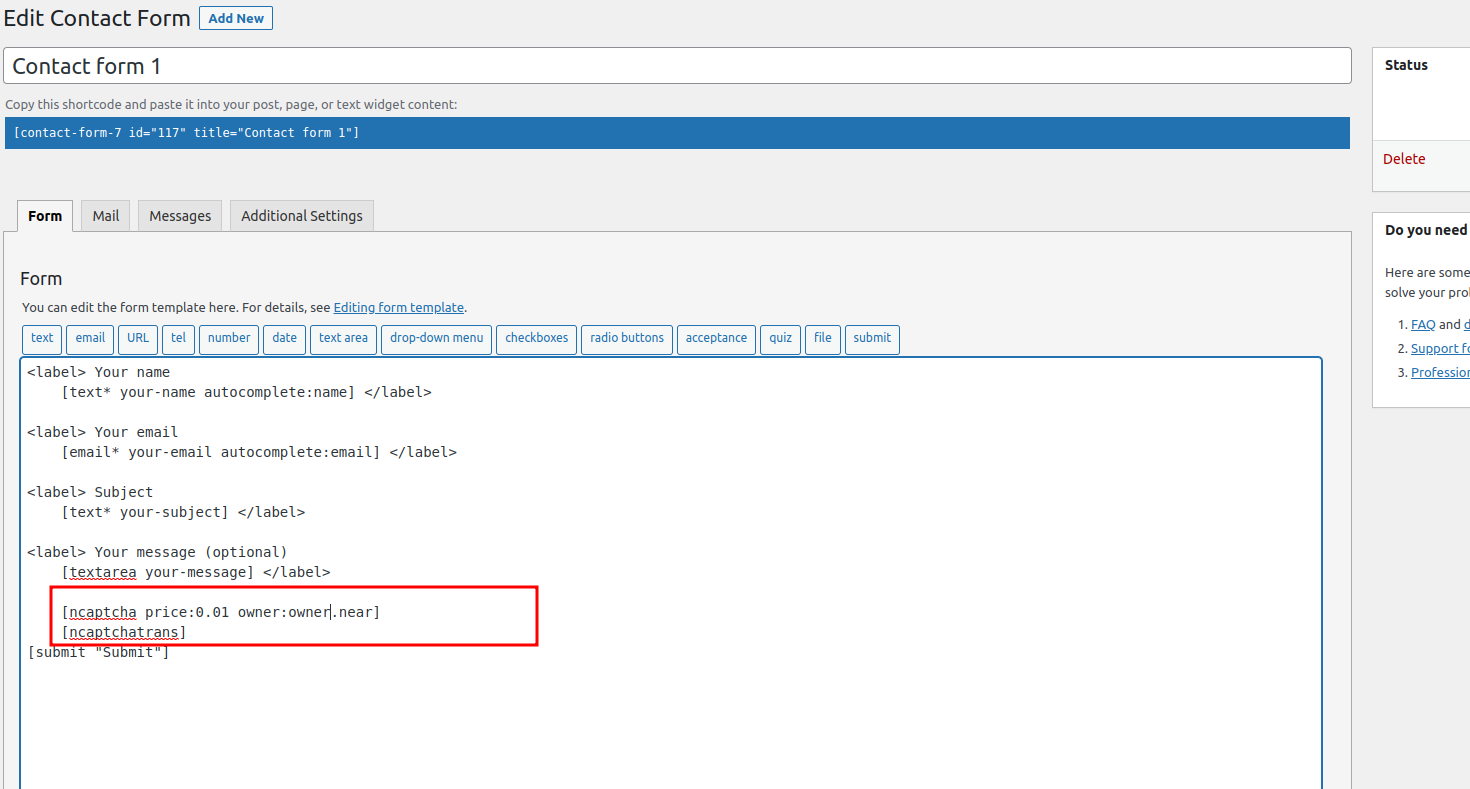 Edit Contact Form Add New
Contact form 1
Copy this shortcode and paste it into your post, page, or text widget content:
[contact-form-7 id="117" title="Contact form 1"]
Form Mail Messages Additional Settings
Form
You can edit the form template here. For details, see Editing form template.
text email URL tel number date text area drop-down menu checkboxes radio buttons acceptance quiz file submit
<label> Your name
[text* your-name autocomplete:name] </label>
<label> Your email
[email* your-email autocomplete:email] </label>
<label> Subject
[text* your-subject] </label>
<label> Your message (optional)
[textarea your-message] </label>
[ncaptcha price:0.01 owner:owner.near]
[ncaptchatrans]
[submit "Submit"]
Status
Delete
Do you need
Here are some
solve your
1. FAQ and
2. Support
3.